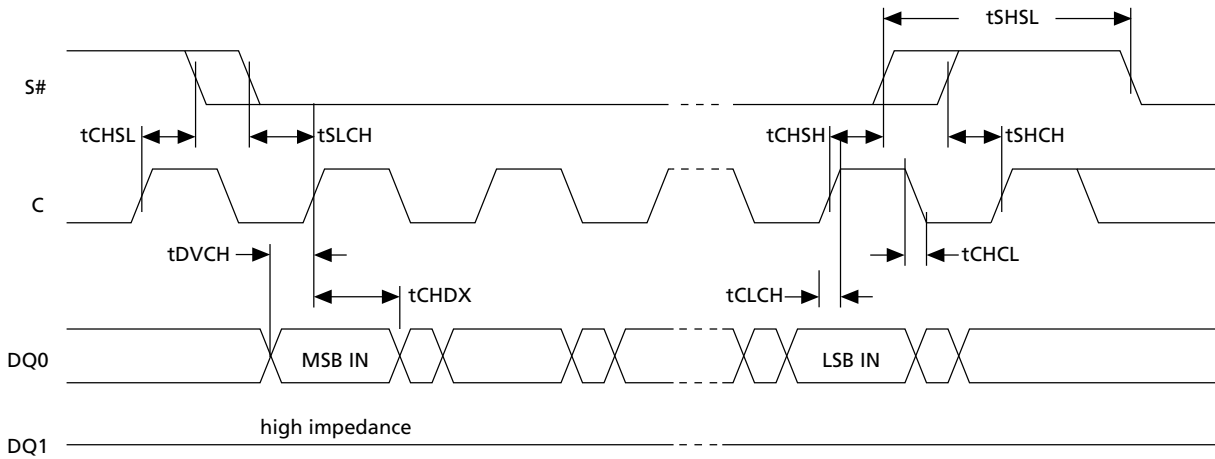 tSHSL
S#
tCHSL
tSLCH
tCHSH
tSHCH
C
tDVCH
tCHCL
tCHDX
tCLCH
DQ0
MSB IN
LSB IN
high impedance
DQ1